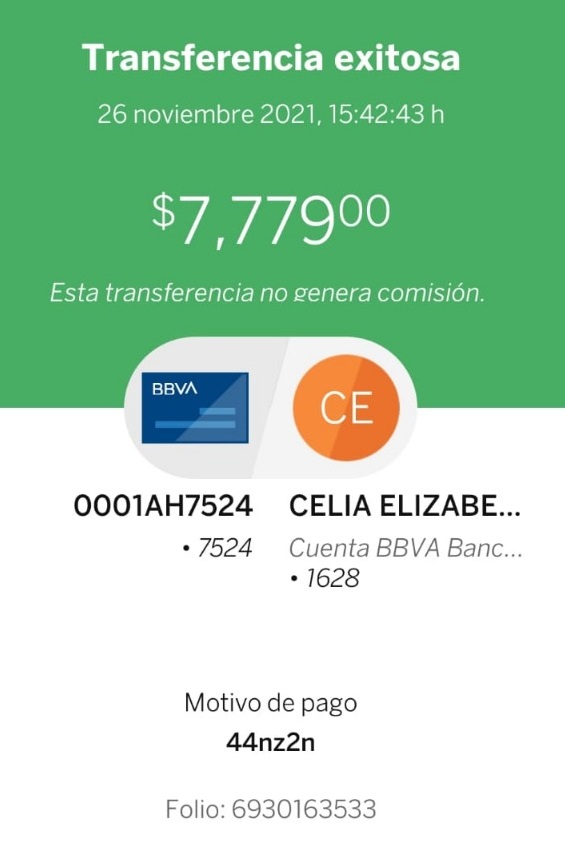 Transferencia exitosa
26 noviembre 2021, 15:42:43 h
$7,779.00
Esta transferencia no genera comisión.
BBVA
CE
0001AH7524
• 7524
CELIA ELIZABE...
Cuenta BBVA Banc...
• 1628
Motivo de pago
44nz2n
Folio: 6930163533